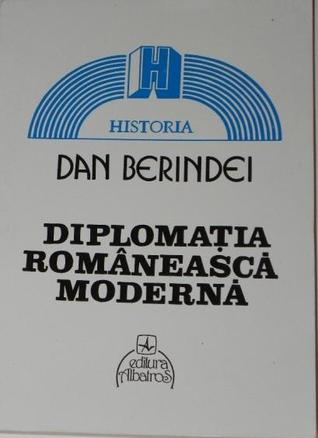 H
HISTORIA
DAN BERINDEI
DIPLOMAȚIA
ROMÂNEASCĂ
MODERNĂ
A
editura
Albatros